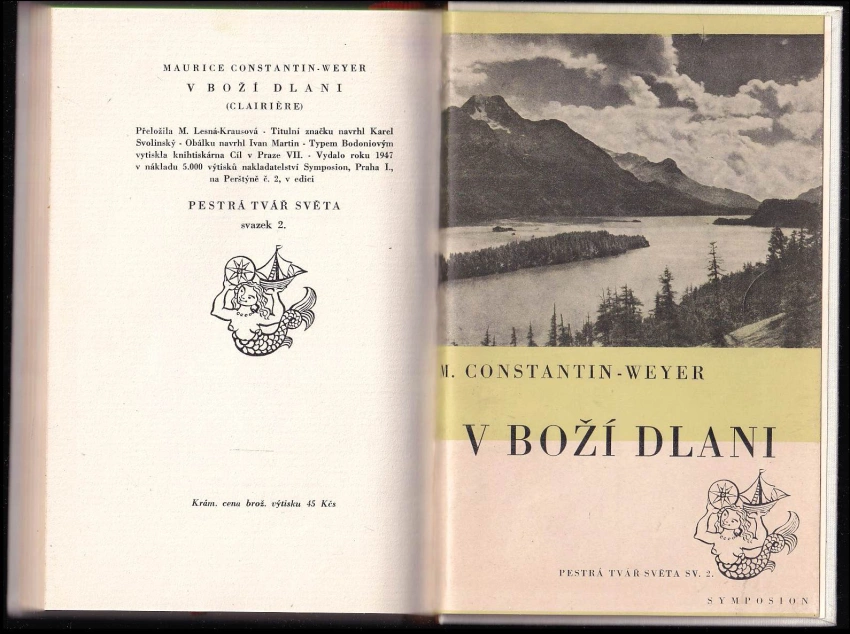 MAURICE CONSTANTIN-WEYER
V BOŽÍ DLANI
(CLAIRIÈRE)
Přeložila M. Lesná-Krausová · Titulní značku navrhl Karel
Svolinský · Obálku navrhl Ivan Martin · Typem Bodoniovým
vytiskla knihtiskárna Cíl v Praze VII. · Vydalo roku 1947
v nákladu 5.000 výtisků nakladatelství Symposion, Praha I.,
na Perštýně č. 2, v edici
PESTRÁ TVÁŘ SVĚTA
svazek 2.
Krám. cena brož. výtisku 45 Kčs
M. CONSTANTIN-WEYER
V BOŽÍ DLANI
PESTRÁ TVÁŘ SVĚTA SV. 2.
SYMPOSION